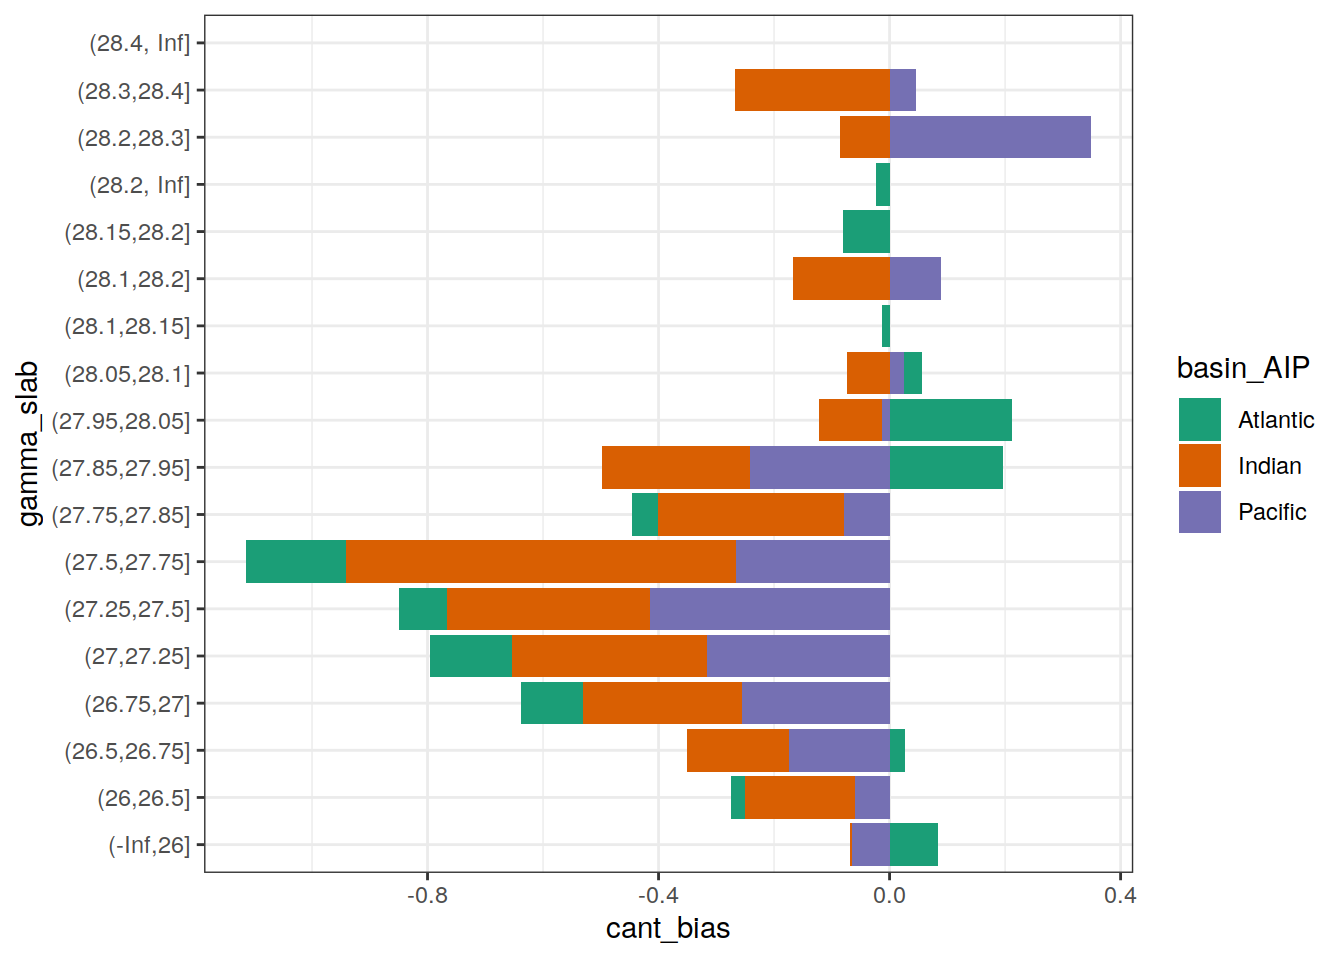 (28.4, Inf]
(28.3,28.4]
(28.2,28.3]
(28.2, Inf]
(28.15,28.2]
(28.1,28.2]
(28.1,28.15]
(28.05,28.1]
(27.95,28.05]
(27.85,27.95]
(27.75,27.85]
(27.5,27.75]
(27.25,27.5]
(27,27.25]
(26.75,27]
(26.5,26.75]
(26,26.5]
(-Inf,26]
gamma_slab
-0.8
-0.4
0.0
0.4
cant_bias
basin_AIP
Atlantic
Indian
Pacific